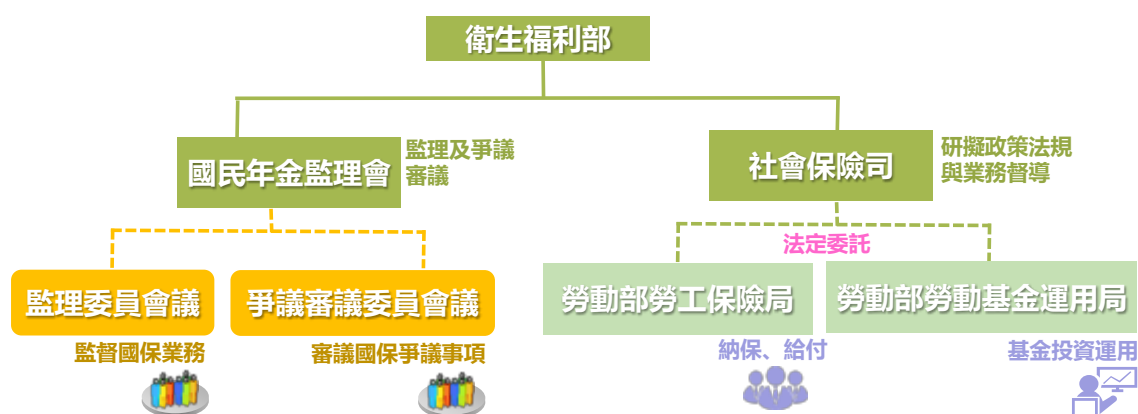 衛生福利部
國民年金監理會
監理及爭議
審議
社會保險司
研擬政策法規
與業務督導
法定委託
監理委員會議
爭議審議委員會議
勞動部勞工保險局
勞動部勞動基金運用局
監督國保業務
審議國保爭議事項
納保、給付
基金投資運用